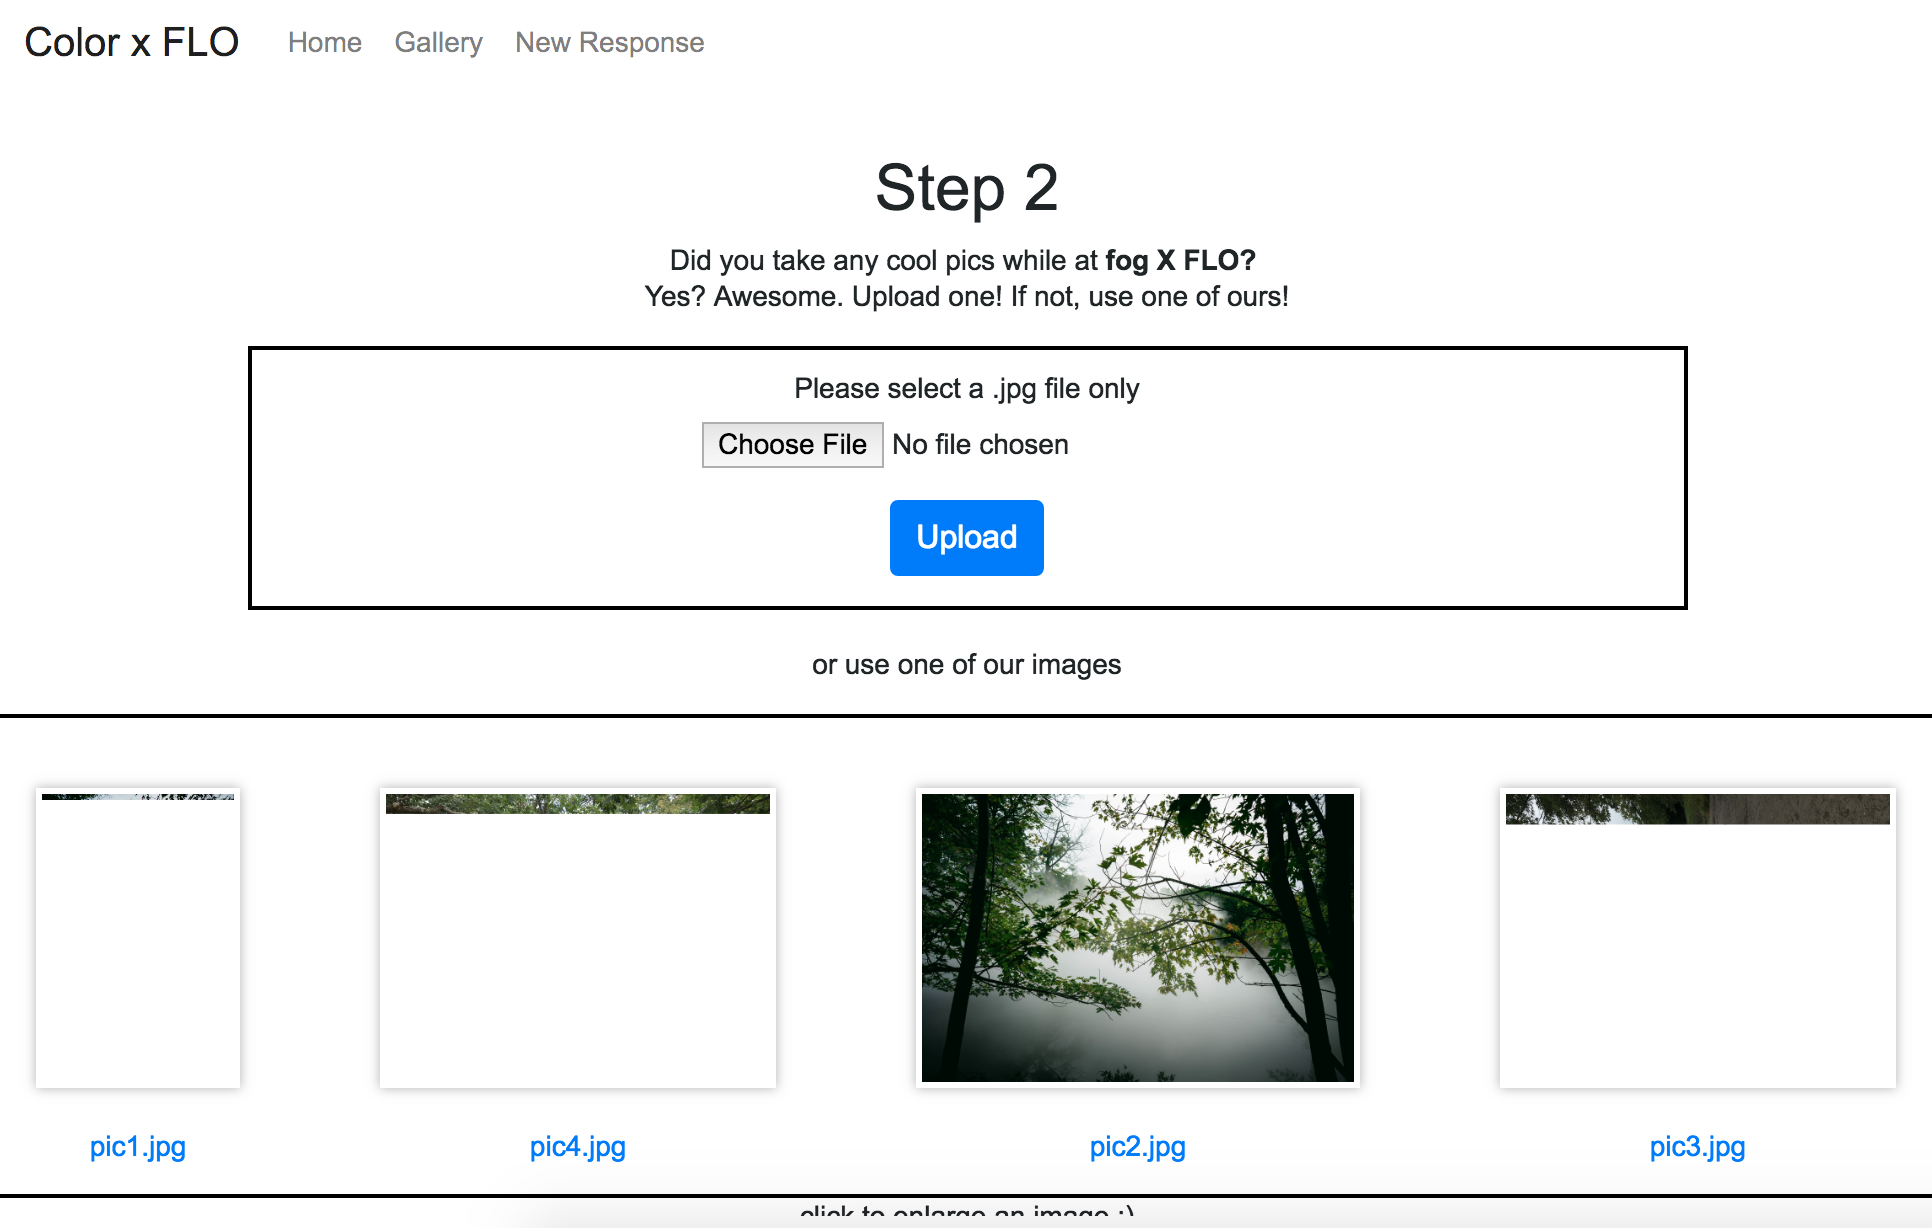 Color x FLO Home Gallery New Response
Step 2
Did you take any cool pics while at fog X FLO?
Yes? Awesome. Upload one! If not, use one of ours!
Please select a .jpg file only
Choose File No file chosen
Upload
or use one of our images
pic1.jpg pic4.jpg pic2.jpg pic3.jpg
click to enlarge an image :)